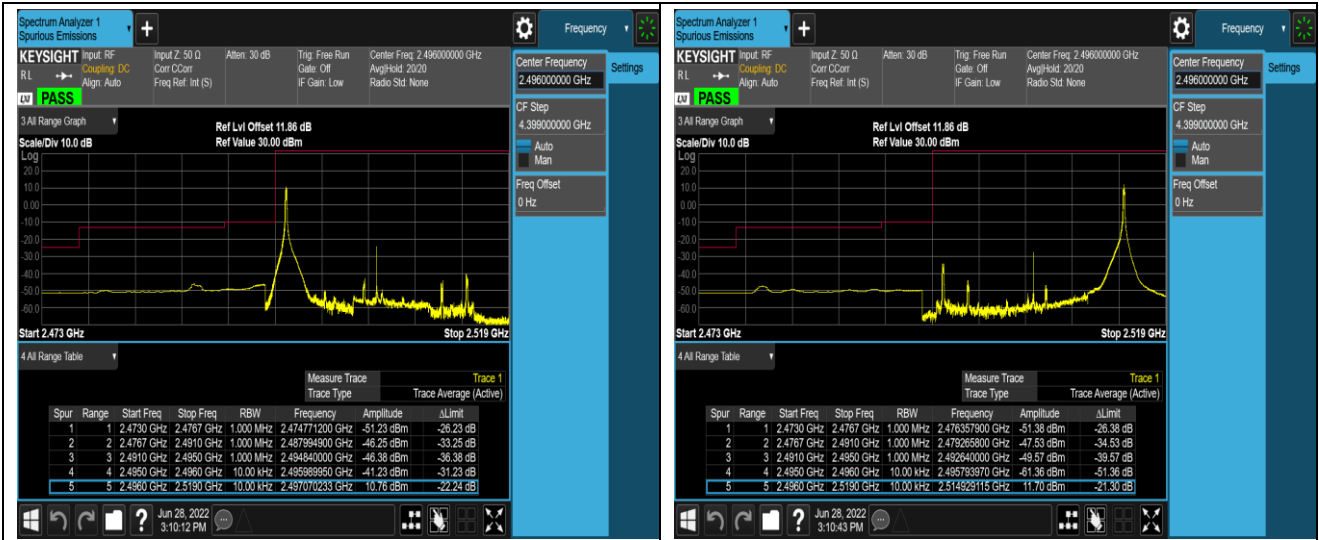 Spectrum Analyzer 1
Spurious Emissions
+
Frequency
KEYSIGHT
Input: RF
Coupling: DC
Align: Auto
Input Z: 50 Ω
Corr CCorr
Freq Ref: Int (S)
Atten: 30 dB
Trig: Free Run
Gate: Off
IF Gain: Low
Center Freq: 2.496000000 GHz
Avg|Hold: 20/20
Radio Std: None
RL
LXI
PASS
Center Frequency
2.496000000 GHz
Settings
CF Step
4.399000000 GHz
Auto
Man
Freq Offset
0 Hz
3 All Range Graph
Ref Lvl Offset 11.86 dB
Scale/Div 10.0 dB
Ref Value 30.00 dBm
Log
20.0
10.0
0.00
-10.0
-20.0
-30.0
-40.0
-50.0
-60.0
Start 2.473 GHz
Stop 2.519 GHz
4 All Range Table
Measure Trace
Trace 1
Trace Type
Trace Average (Active)
Spur Range Start Freq Stop Freq RBW Frequency Amplitude ΔLimit
1 1 2.4730 GHz 2.4767 GHz 1.000 MHz 2.474771200 GHz -51.23 dBm -26.23 dB
2 2 2.4767 GHz 2.4910 GHz 1.000 MHz 2.487994900 GHz -46.25 dBm -33.25 dB
3 3 2.4910 GHz 2.4950 GHz 1.000 MHz 2.494840000 GHz -46.38 dBm -36.38 dB
4 4 2.4950 GHz 2.4960 GHz 10.00 kHz 2.495989950 GHz -41.23 dBm -31.23 dB
5 5 2.4960 GHz 2.5190 GHz 10.00 kHz 2.497070233 GHz 10.76 dBm -22.24 dB
?
Jun 28, 2022
3:10:12 PM
Spectrum Analyzer 1
Spurious Emissions
+
Frequency
KEYSIGHT
Input: RF
Coupling: DC
Align: Auto
Input Z: 50 Ω
Corr CCorr
Freq Ref: Int (S)
Atten: 30 dB
Trig: Free Run
Gate: Off
IF Gain: Low
Center Freq: 2.496000000 GHz
Avg|Hold: 20/20
Radio Std: None
RL
LXI
PASS
Center Frequency
2.496000000 GHz
Settings
CF Step
4.399000000 GHz
Auto
Man
Freq Offset
0 Hz
3 All Range Graph
Ref Lvl Offset 11.86 dB
Scale/Div 10.0 dB
Ref Value 30.00 dBm
Log
20.0
10.0
0.00
-10.0
-20.0
-30.0
-40.0
-50.0
-60.0
Start 2.473 GHz
Stop 2.519 GHz
4 All Range Table
Measure Trace
Trace 1
Trace Type
Trace Average (Active)
Spur Range Start Freq Stop Freq RBW Frequency Amplitude ΔLimit
1 1 2.4730 GHz 2.4767 GHz 1.000 MHz 2.476357900 GHz -51.38 dBm -26.38 dB
2 2 2.4767 GHz 2.4910 GHz 1.000 MHz 2.479265800 GHz -47.53 dBm -34.53 dB
3 3 2.4910 GHz 2.4950 GHz 1.000 MHz 2.492640000 GHz -49.57 dBm -39.57 dB
4 4 2.4950 GHz 2.4960 GHz 10.00 kHz 2.495793970 GHz -61.36 dBm -51.36 dB
5 5 2.4960 GHz 2.5190 GHz 10.00 kHz 2.514929115 GHz 11.70 dBm -21.30 dB
?
Jun 28, 2022
3:10:43 PM